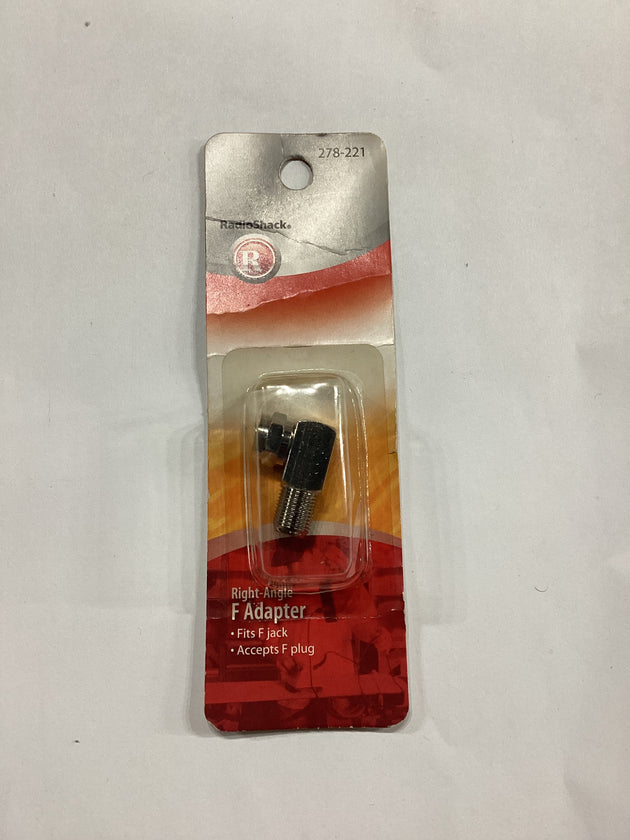 278-221
RadioShack®
R
Right-Angle
F Adapter
• Fits F jack
• Accepts F plug